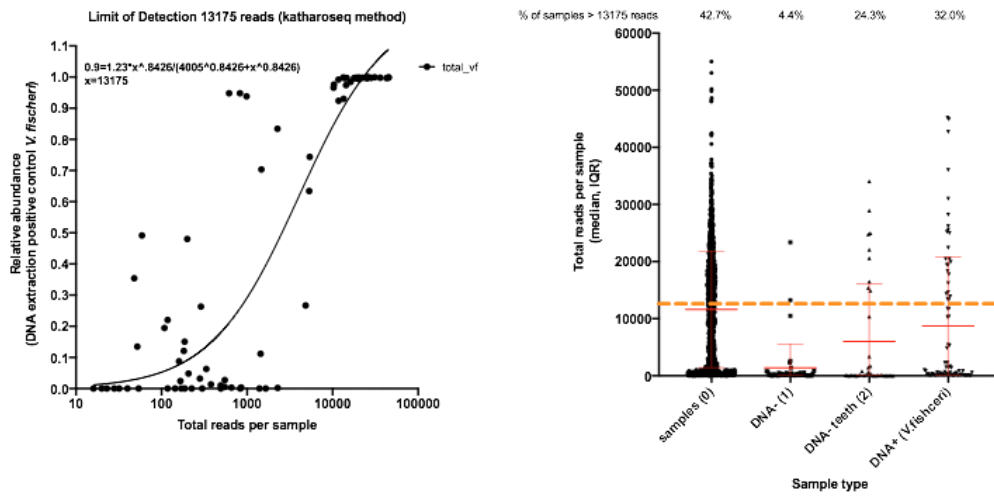 Limit of Detection 13175 reads (katharoseq method)
0.9=1.23*x^.8426/(4005^0.8426+x^0.8426)
x=13175
total_vf
Relative abundance
(DNA extraction positive control V. fischeri)
1.1
1.0
0.9
0.8
0.7
0.6
0.5
0.4
0.3
0.2
0.1
0.0
10
100
1000
10000
100000
Total reads per sample
% of samples > 13175 reads
42.7%
4.4%
24.3%
32.0%
Total reads per sample
(median, IQR)
60000
50000
40000
30000
20000
10000
0
samples (0)
DNA- (1)
DNA- teeth (2)
DNA+ (V.fishceri)
Sample type